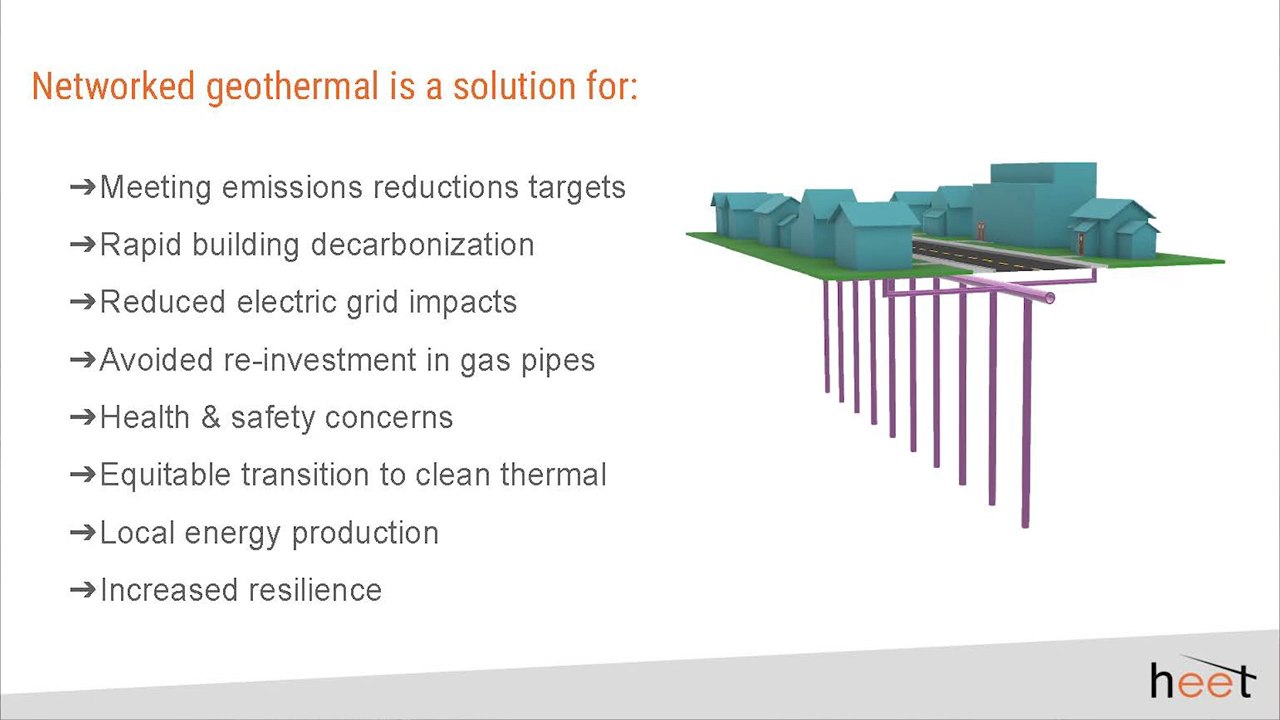 Networked geothermal is a solution for:
➔Meeting emissions reductions targets
➔Rapid building decarbonization
➔Reduced electric grid impacts
➔Avoided re-investment in gas pipes
➔Health & safety concerns
➔Equitable transition to clean thermal
➔Local energy production
➔Increased resilience
heet